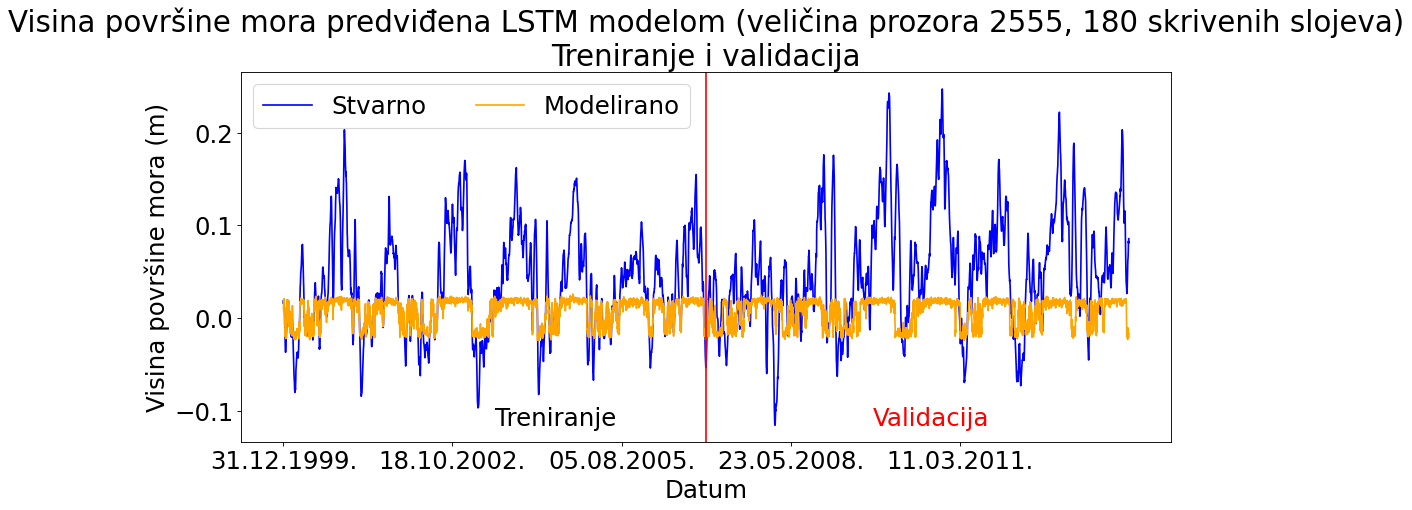 Visina površine mora predviđena LSTM modelom (veličina prozora 2555, 180 skrivenih slojeva)
Treniranje i validacija
Stvarno
Modelirano
Visina površine mora (m)
0.2
0.1
0.0
−0.1
Treniranje
Validacija
31.12.1999.
18.10.2002.
05.08.2005.
23.05.2008.
11.03.2011.
Datum